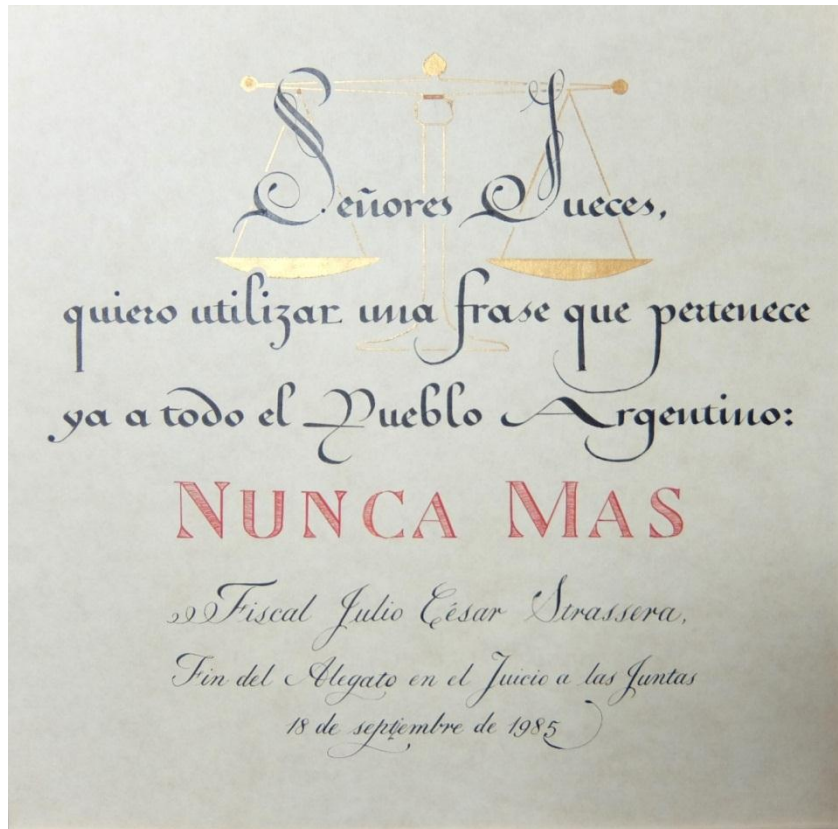 Señores Jueces,
quiero utilizar una frase que pertenece
ya a todo el Pueblo Argentino:
NUNCA MAS
Fiscal Julio César Strassera,
Fin del Alegato en el Juicio a las Juntas
18 de septiembre de 1985